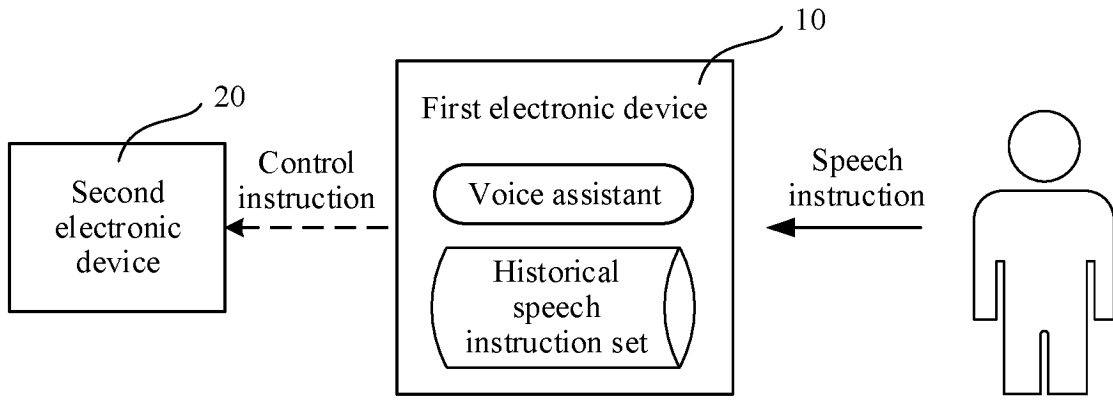 10
20
First electronic device
Second
electronic
device
Control
instruction
Voice assistant
Historical
speech
instruction set
Speech
instruction